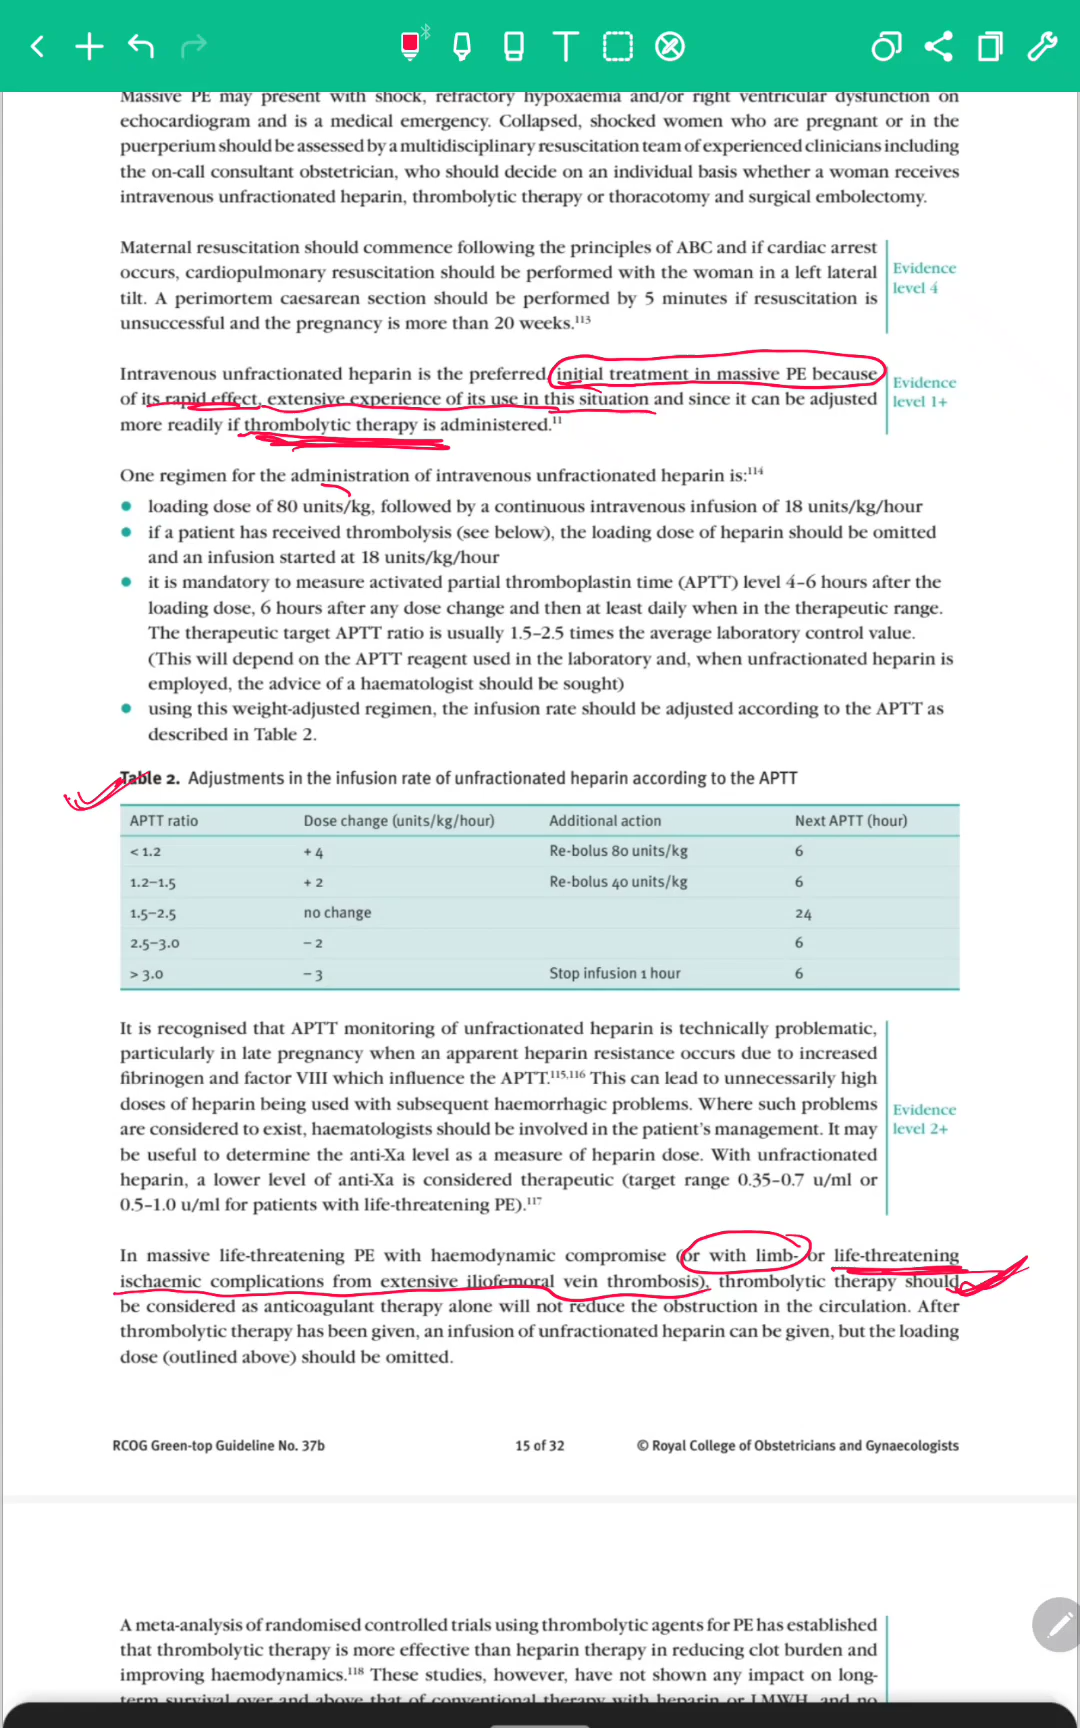 Massive PE may present with shock, refractory hypoxaemia and/or right ventricular dysfunction on
echocardiogram and is a medical emergency. Collapsed, shocked women who are pregnant or in the
puerperium should be assessed by a multidisciplinary resuscitation team of experienced clinicians including
the on-call consultant obstetrician, who should decide on an individual basis whether a woman receives
intravenous unfractionated heparin, thrombolytic therapy or thoracotomy and surgical embolectomy.
Maternal resuscitation should commence following the principles of ABC and if cardiac arrest
occurs, cardiopulmonary resuscitation should be performed with the woman in a left lateral
tilt. A perimortem caesarean section should be performed by 5 minutes if resuscitation is
unsuccessful and the pregnancy is more than 20 weeks.113
Evidence
level 4
Intravenous unfractionated heparin is the preferred initial treatment in massive PE because
of its rapid effect, extensive experience of its use in this situation and since it can be adjusted
more readily if thrombolytic therapy is administered.11
Evidence
level 1+
One regimen for the administration of intravenous unfractionated heparin is:114
• loading dose of 80 units/kg, followed by a continuous intravenous infusion of 18 units/kg/hour
• if a patient has received thrombolysis (see below), the loading dose of heparin should be omitted
and an infusion started at 18 units/kg/hour
• it is mandatory to measure activated partial thromboplastin time (APTT) level 4–6 hours after the
loading dose, 6 hours after any dose change and then at least daily when in the therapeutic range.
The therapeutic target APTT ratio is usually 1.5–2.5 times the average laboratory control value.
(This will depend on the APTT reagent used in the laboratory and, when unfractionated heparin is
employed, the advice of a haematologist should be sought)
• using this weight-adjusted regimen, the infusion rate should be adjusted according to the APTT as
described in Table 2.
Table 2. Adjustments in the infusion rate of unfractionated heparin according to the APTT
APTT ratio Dose change (units/kg/hour) Additional action Next APTT (hour)
< 1.2 + 4 Re-bolus 80 units/kg 6
1.2–1.5 + 2 Re-bolus 40 units/kg 6
1.5–2.5 no change 24
2.5–3.0 – 2 6
> 3.0 – 3 Stop infusion 1 hour 6
It is recognised that APTT monitoring of unfractionated heparin is technically problematic,
particularly in late pregnancy when an apparent heparin resistance occurs due to increased
fibrinogen and factor VIII which influence the APTT.115,116 This can lead to unnecessarily high
doses of heparin being used with subsequent haemorrhagic problems. Where such problems
are considered to exist, haematologists should be involved in the patient's management. It may
be useful to determine the anti-Xa level as a measure of heparin dose. With unfractionated
heparin, a lower level of anti-Xa is considered therapeutic (target range 0.35–0.7 u/ml or
0.5–1.0 u/ml for patients with life-threatening PE).117
Evidence
level 2+
In massive life-threatening PE with haemodynamic compromise (or with limb- or life-threatening
ischaemic complications from extensive iliofemoral vein thrombosis), thrombolytic therapy should
be considered as anticoagulant therapy alone will not reduce the obstruction in the circulation. After
thrombolytic therapy has been given, an infusion of unfractionated heparin can be given, but the loading
dose (outlined above) should be omitted.
RCOG Green-top Guideline No. 37b 15 of 32 © Royal College of Obstetricians and Gynaecologists
A meta-analysis of randomised controlled trials using thrombolytic agents for PE has established
that thrombolytic therapy is more effective than heparin therapy in reducing clot burden and
improving haemodynamics.118 These studies, however, have not shown any impact on long-
term survival over and above that of conventional therapy with heparin or LMWH, and no